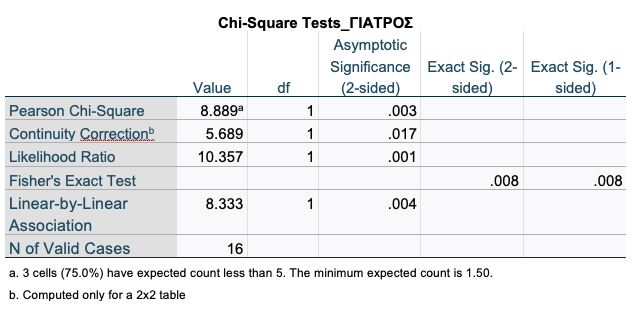 Chi-Square Tests_ΓΙΑΤΡΟΣ
Value df Asymptotic Significance (2-sided) Exact Sig. (2-sided) Exact Sig. (1-sided)
Pearson Chi-Square 8.889ᵃ 1 .003
Continuity Correctionᵇ 5.689 1 .017
Likelihood Ratio 10.357 1 .001
Fisher's Exact Test .008 .008
Linear-by-Linear Association 8.333 1 .004
N of Valid Cases 16
a. 3 cells (75.0%) have expected count less than 5. The minimum expected count is 1.50.
b. Computed only for a 2x2 table